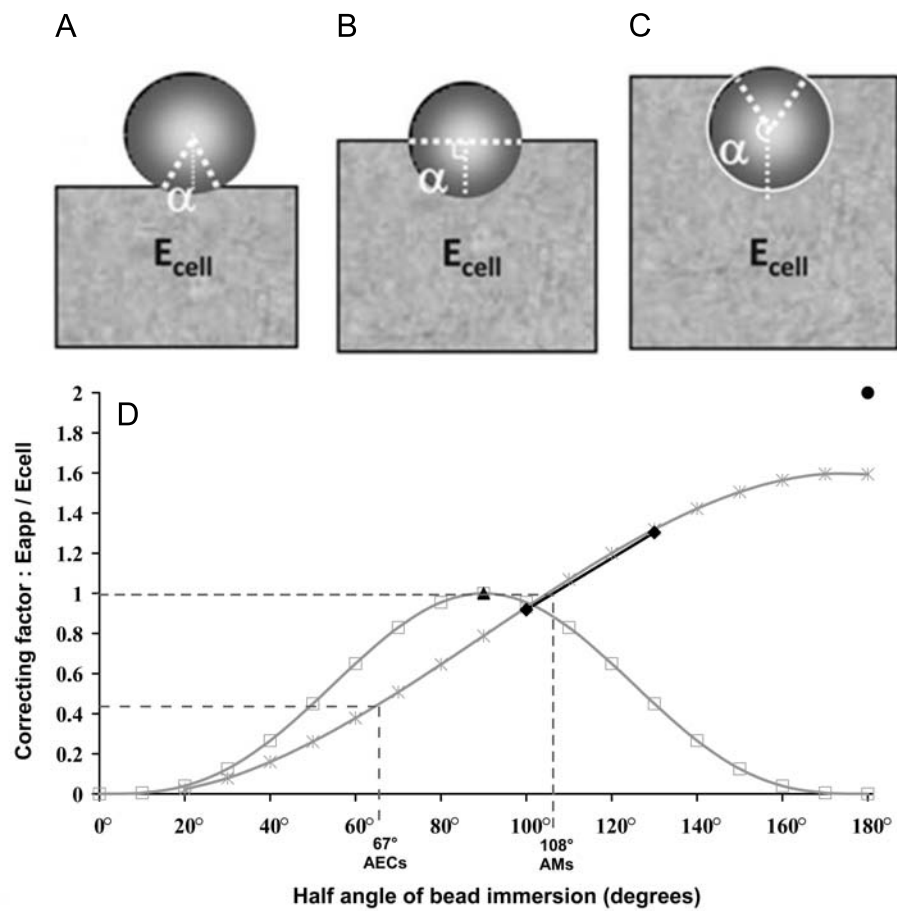 A
B
C
α
α
α
Ecell
Ecell
Ecell
D
Correcting factor : Eapp / Ecell
2
1.8
1.6
1.4
1.2
1
0.8
0.6
0.4
0.2
0
0° 20° 40° 60° 80° 100° 120° 140° 160° 180°
67° 108°
AECs AMs
Half angle of bead immersion (degrees)